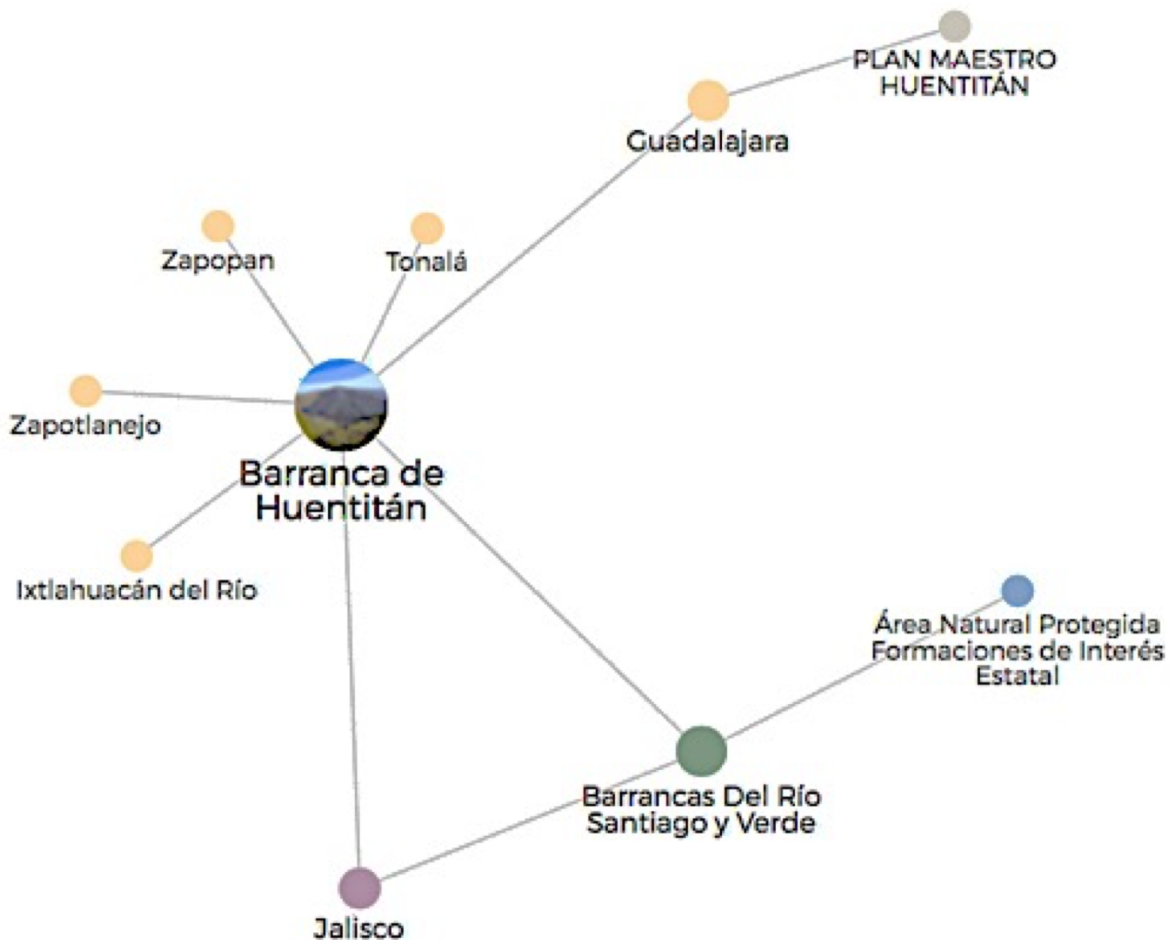 PLAN MAESTRO
HUENTITÁN
Guadalajara
Zapopan
Tonalá
Zapotlanejo
Barranca de
Huentitán
Ixtlahuacán del Río
Área Natural Protegida
Formaciones de Interés
Estatal
Barrancas Del Río
Santiago y Verde
Jalisco